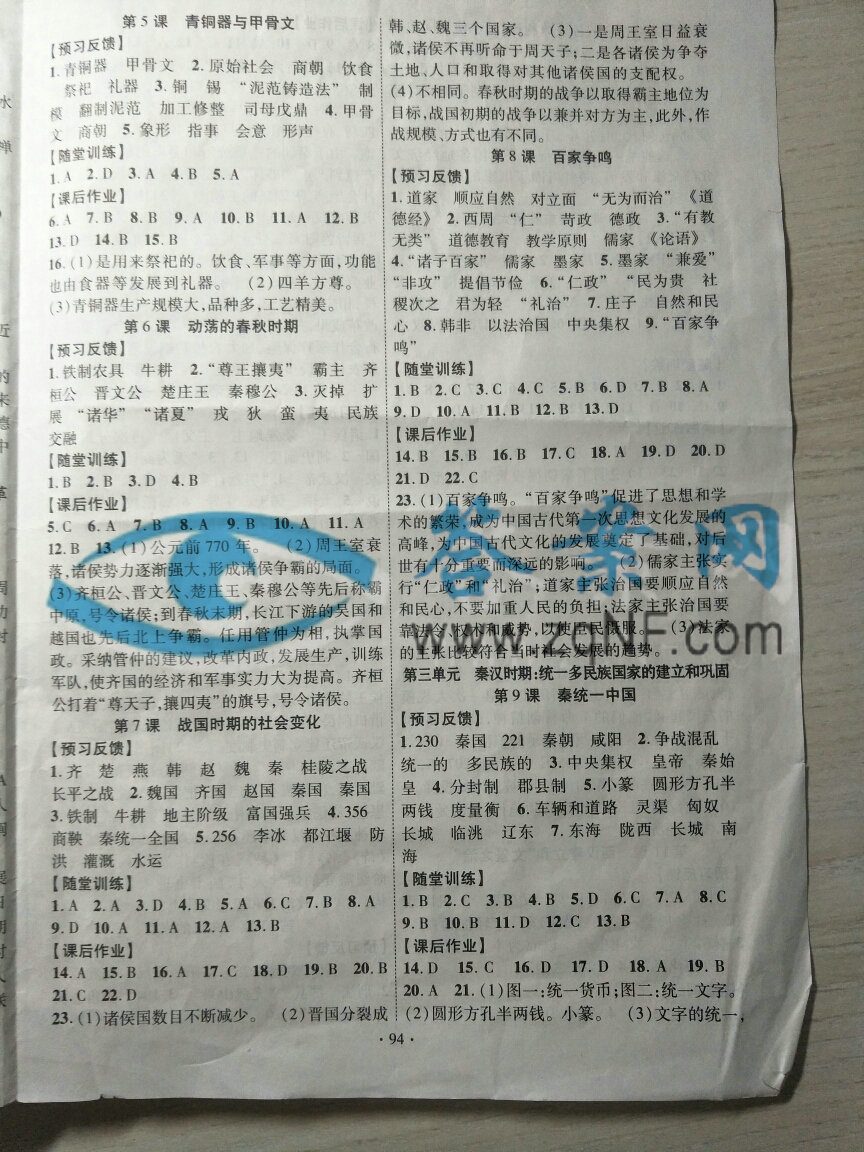 第5课 青铜器与甲骨文
【预习反馈】
1.青铜器 甲骨文 2.原始社会 商朝 饮食
祭祀 礼器 3.铜 锡 “泥范铸造法” 制
模 翻制泥范 加工修整 司母戊鼎 4.甲骨
文 商朝 5.象形 指事 会意 形声
【随堂训练】
1.A 2.D 3.A 4.B 5.A
【课后作业】
6.A 7.B 8.B 9.A 10.B 11.A 12.B
13.D 14.B 15.B
16.(1)是用来祭祀的。饮食、军事等方面,功能
也由食器等发展到礼器。 (2)四羊方尊。
(3)青铜器生产规模大,品种多,工艺精美。
第6课 动荡的春秋时期
【预习反馈】
1.铁制农具 牛耕 2.“尊王攘夷” 霸主 齐
桓公 晋文公 楚庄王 秦穆公 3.灭掉 扩
展 “诸华” “诸夏” 戎 狄 蛮 夷 民族
交融
【随堂训练】
1.B 2.B 3.D 4.B
【课后作业】
5.C 6.A 7.B 8.A 9.B 10.A 11.A
12.B 13.(1)公元前770年。 (2)周王室衰
落,诸侯势力逐渐强大,形成诸侯争霸的局面。
(3)齐桓公、晋文公、楚庄王、秦穆公等先后称霸
中原,号令诸侯;到春秋末期,长江下游的吴国和
越国也先后北上争霸。任用管仲为相,执掌国
政。采纳管仲的建议,改革内政,发展生产,训练
军队,使齐国的经济和军事实力大为提高。齐桓
公打着“尊天子,攘四夷”的旗号,号令诸侯。
第7课 战国时期的社会变化
【预习反馈】
1.齐 楚 燕 韩 赵 魏 秦 桂陵之战
长平之战 2.魏国 齐国 赵国 秦国 秦国
3.铁制 牛耕 地主阶级 富国强兵 4.356
商鞅 秦统一全国 5.256 李冰 都江堰 防
洪 灌溉 水运
【随堂训练】
1.A 2.A 3.D 4.B 5.A 6.C 7.B 8.A
9.D 10.A 11.A 12.A 13.B
【课后作业】
14.A 15.B 16.A 17.C 18.D 19.B 20.B
21.C 22.D
23.(1)诸侯国数目不断减少。 (2)晋国分裂成
韩、赵、魏三个国家。 (3)一是周王室日益衰
微,诸侯不再听命于周天子;二是各诸侯为争夺
土地、人口和取得对其他诸侯国的支配权。
(4)不相同。春秋时期的战争以取得霸主地位为
目标,战国初期的战争以兼并对方为主,此外,作
战规模、方式也有不同。
第8课 百家争鸣
【预习反馈】
1.道家 顺应自然 对立面 “无为而治” 《道
德经》 2.西周 “仁” 苛政 德政 3.“有教
无类” 道德教育 教学原则 儒家 《论语》
4.“诸子百家” 儒家 墨家 5.墨家 “兼爱”
“非攻” 提倡节俭 6.“仁政” “民为贵 社
稷次之 君为轻 “礼治” 7.庄子 自然和民
心 8.韩非 以法治国 中央集权 9.“百家争
鸣”
【随堂训练】
1.B 2.C 3.C 4.C 5.B 6.D 7.B 8.A
9.D 10.A 11.B 12.B 13.D
【课后作业】
14.B 15.B 16.B 17.C 18.A 19.D 20.D
21.D 22.C
23.(1)百家争鸣。“百家争鸣”促进了思想和学
术的繁荣,成为中国古代第一次思想文化发展的
高峰,为中国古代文化的发展奠定了基础,对后
世有十分重要而深远的影响。 (2)儒家主张实
行“仁政”和“礼治”;道家主张治国要顺应自然
和民心,不要加重人民的负担;法家主张治国要
靠法令、权术和威势,以使臣民慑服。 (3)法家
的主张比较符合当时社会发展的趋势。
第三单元 秦汉时期:统一多民族国家的建立和巩固
第9课 秦统一中国
【预习反馈】
1.230 秦国 221 秦朝 咸阳 2.争战混乱
统一的 多民族的 3.中央集权 皇帝 秦始
皇 4.分封制 郡县制 5.小篆 圆形方孔半
两钱 度量衡 6.车辆和道路 灵渠 匈奴
长城 临洮 辽东 7.东海 陇西 长城 南
海
【随堂训练】
1.B 2.C 3.B 4.B 5.D 6.C 7.A 8.C
9.B 10.B 11.D 12.C 13.B
【课后作业】
14.D 15.C 16.D 17.D 18.A 19.B
20.A 21.(1)图一:统一货币;图二:统一文字。
(2)圆形方孔半两钱。小篆。 (3)文字的统一,
·94·
答案网
www.zqNF.com